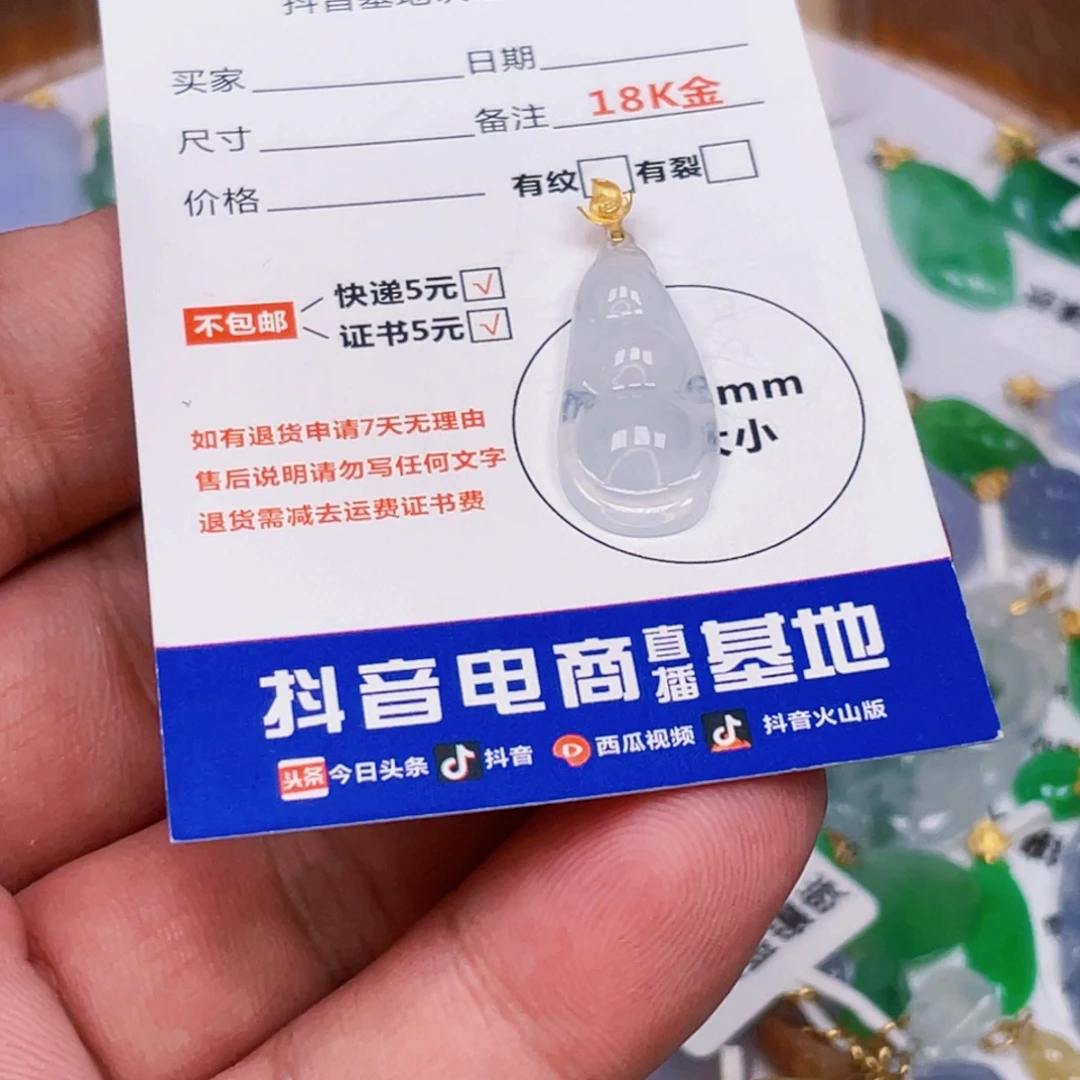 抖音基地
买家 日期
尺寸 备注 18K金
价格 有纹 有裂
不包邮 快递5元 √
证书5元 √
mm
小
如有退货申请7天无理由
售后说明请勿写任何文字
退货需减去运费证书费
抖音电商直播基地
头条 今日头条 抖音 西瓜视频 抖音火山版